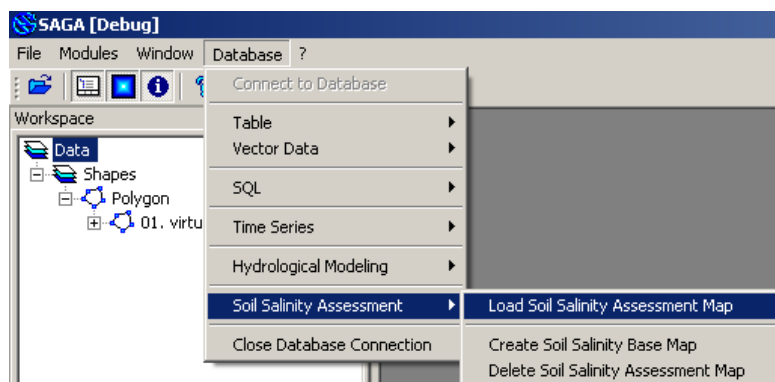 SAGA [Debug]
File Modules Window Database ?
Connect to Database
Workspace
Table
Data
Vector Data
Shapes
Polygon
SQL
01. virtu
Time Series
Hydrological Modeling
Soil Salinity Assessment
Load Soil Salinity Assessment Map
Close Database Connection
Create Soil Salinity Base Map
Delete Soil Salinity Assessment Map